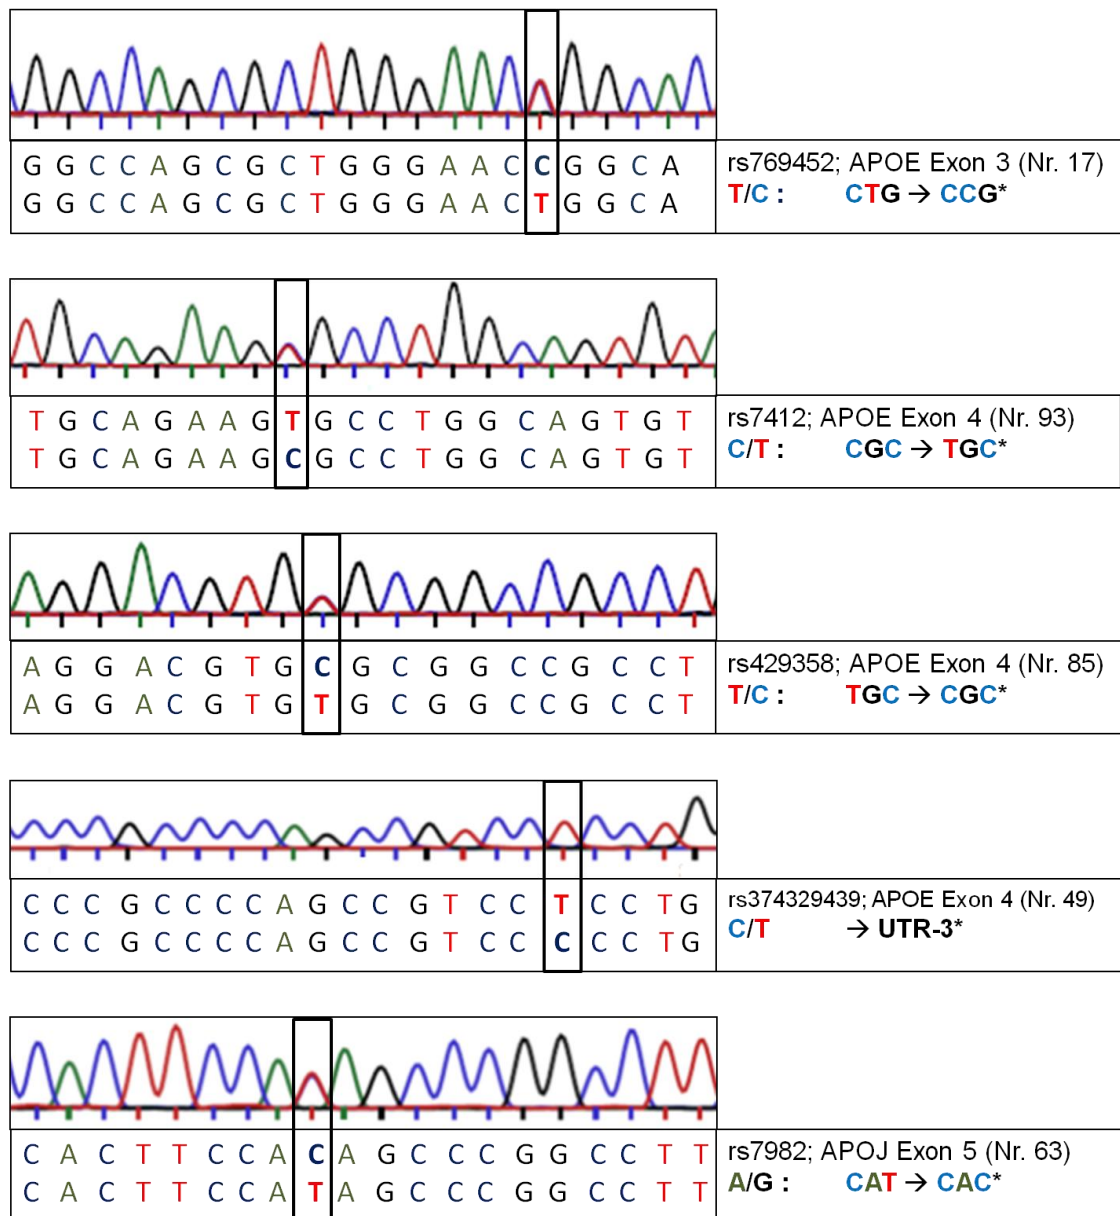 G G C C A G C G C T G G G A A C C G G C A
G G C C A G C G C T G G G A A C T G G C A
rs769452; APOE Exon 3 (Nr. 17)
T/C : CTG → CCG*
T G C A G A A G T G C C T G G C A G T G T
T G C A G A A G C G C C T G G C A G T G T
rs7412; APOE Exon 4 (Nr. 93)
C/T : CGC → TGC*
A G G A C G T G C G C G G C C G C C T
A G G A C G T G T G C G G C C G C C T
rs429358; APOE Exon 4 (Nr. 85)
T/C : TGC → CGC*
C C C G C C C C A G C C G T C C T C C T G
C C C G C C C C A G C C G T C C C C C T G
rs374329439; APOE Exon 4 (Nr. 49)
C/T → UTR-3*
C A C T T C C A C A G C C C G G C C T T
C A C T T C C A T A G C C C G G C C T T
rs7982; APOJ Exon 5 (Nr. 63)
A/G : CAT → CAC*